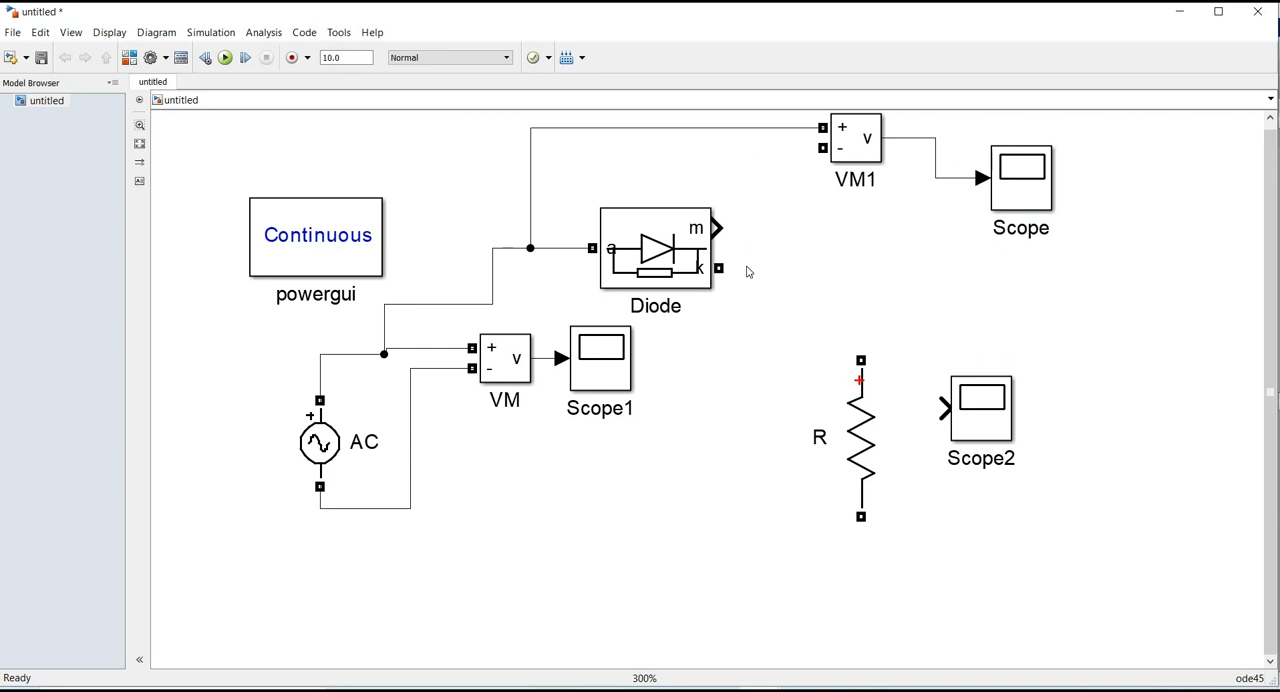 untitled *
File Edit View Display Diagram Simulation Analysis Code Tools Help
10.0 Normal
Model Browser
untitled
untitled
untitled
+
-
v
VM1
Scope
Continuous
powergui
m
a
k
Diode
+
-
v
VM
Scope1
+
AC
+
R
Scope2
Ready 300% ode45